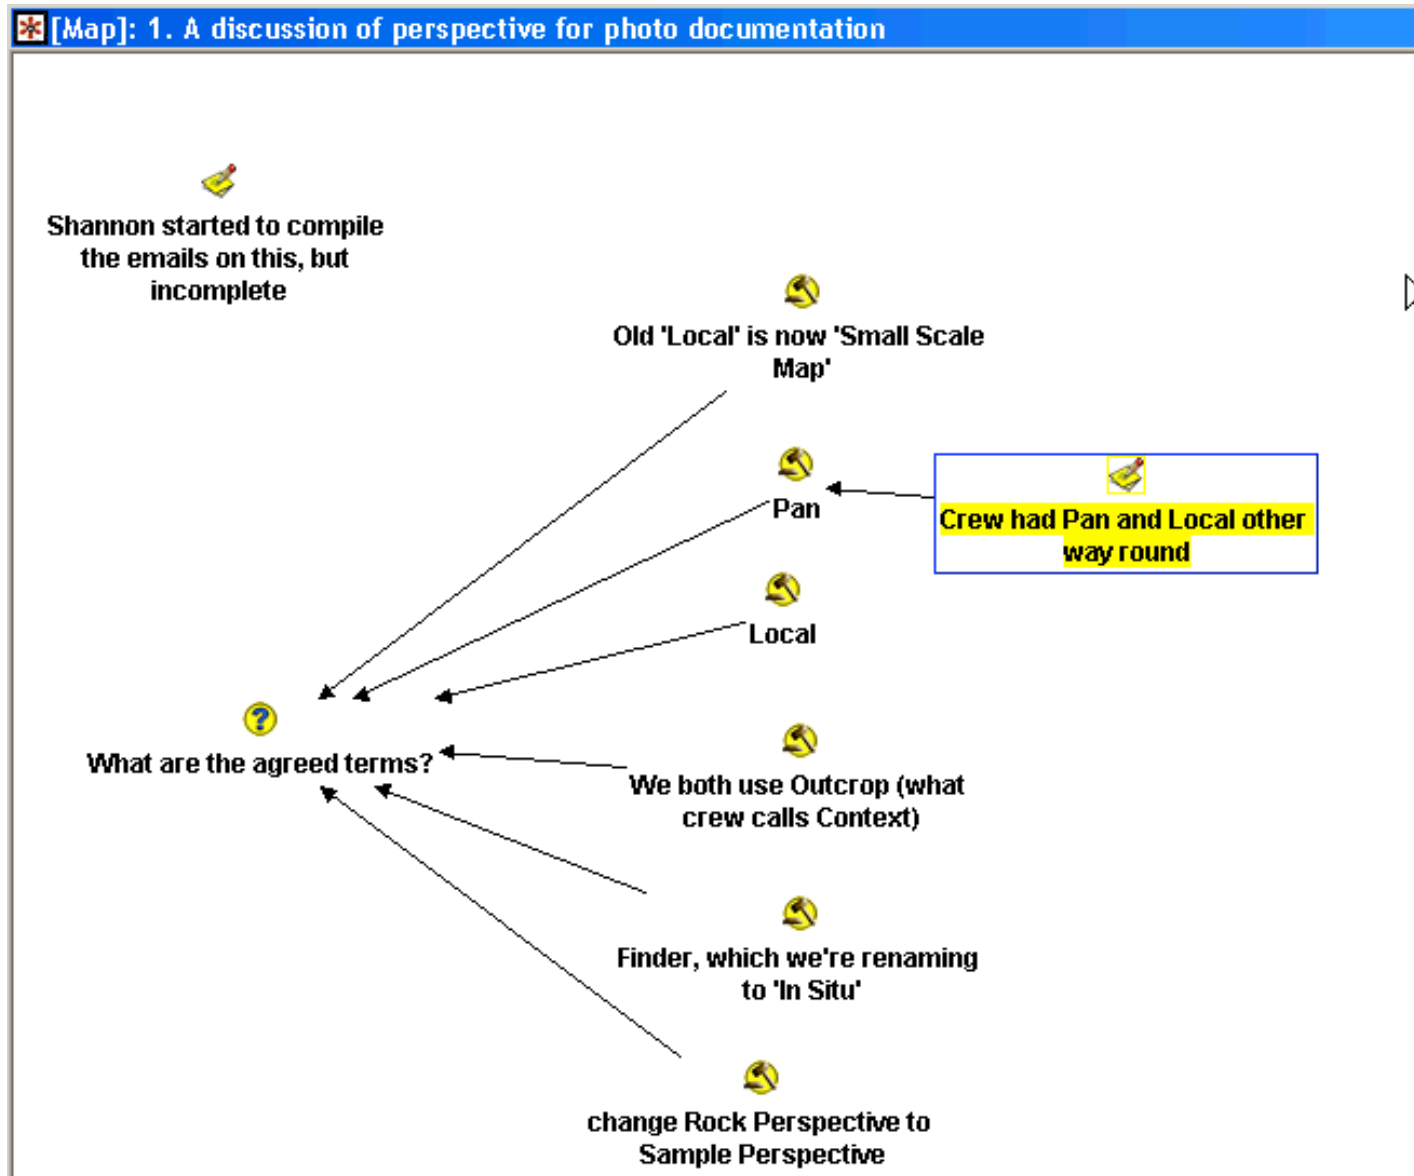 [Map]: 1. A discussion of perspective for photo documentation
Shannon started to compile
the emails on this, but
incomplete
Old 'Local' is now 'Small Scale
Map'
Pan
Crew had Pan and Local other
way round
Local
What are the agreed terms?
We both use Outcrop (what
crew calls Context)
Finder, which we're renaming
to 'In Situ'
change Rock Perspective to
Sample Perspective